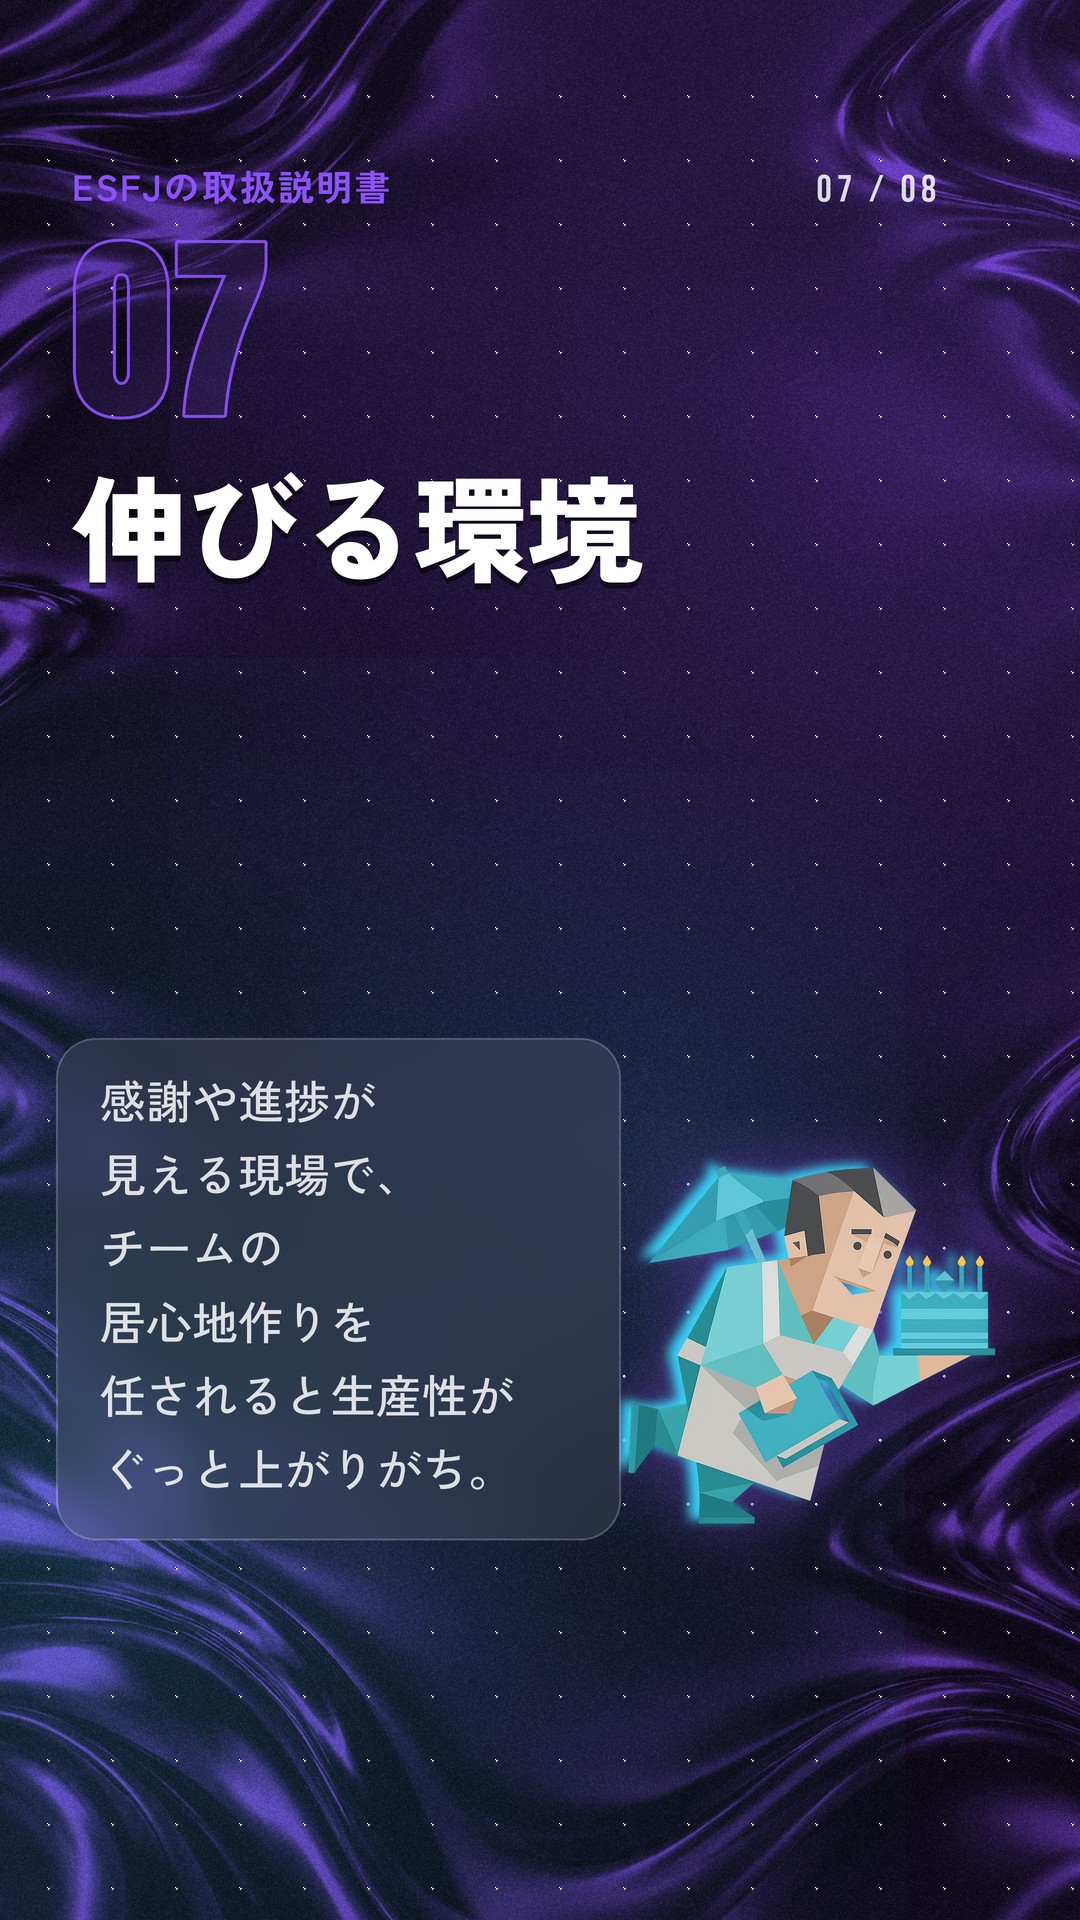 ESFJの取扱説明書
07 / 08
07
伸びる環境
感謝や進捗が
見える現場で、
チームの
居心地作りを
任されると生産性が
ぐっと上がりがち。